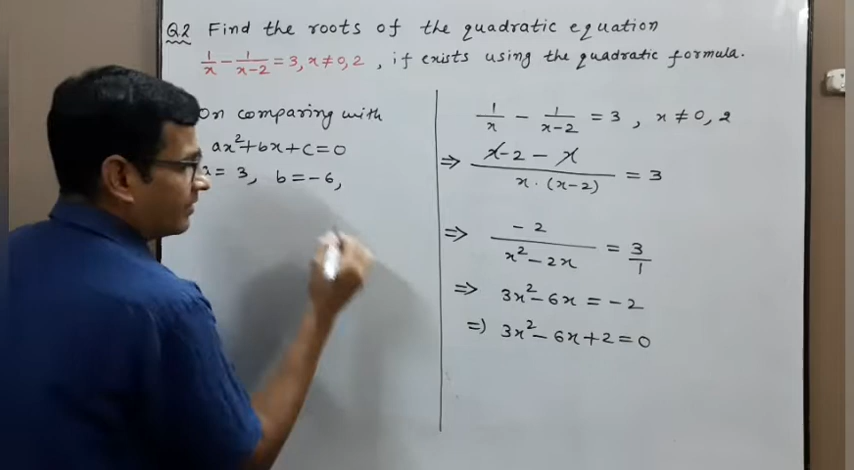 Q.2 Find the roots of the quadratic equation
1/x - 1/(x-2) = 3, x ≠ 0, 2 , if exists using the quadratic formula.
On comparing with
ax²+bx+c=0
= 3, b = -6,
1/x - 1/(x-2) = 3 , x ≠ 0, 2
⇒ (x-2-x)/(x·(x-2)) = 3
⇒ -2/(x²-2x) = 3/1
⇒ 3x²-6x = -2
⇒ 3x²-6x+2=0